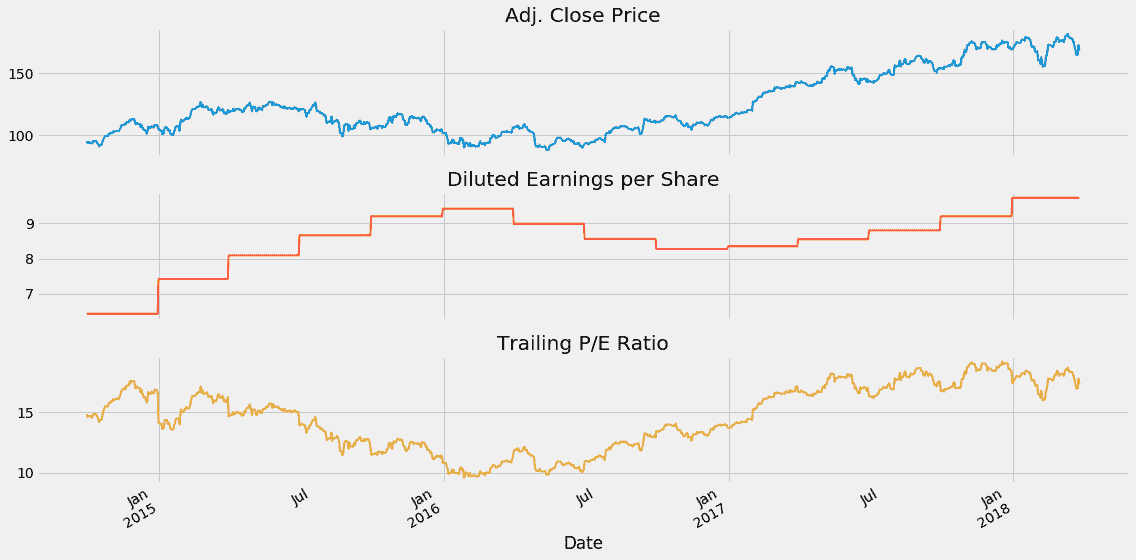 Adj. Close Price
150
100
Diluted Earnings per Share
9
8
7
Trailing P/E Ratio
15
10
Jan
2015
Jul
Jan
2016
Jul
Jan
2017
Jul
Jan
2018
Date